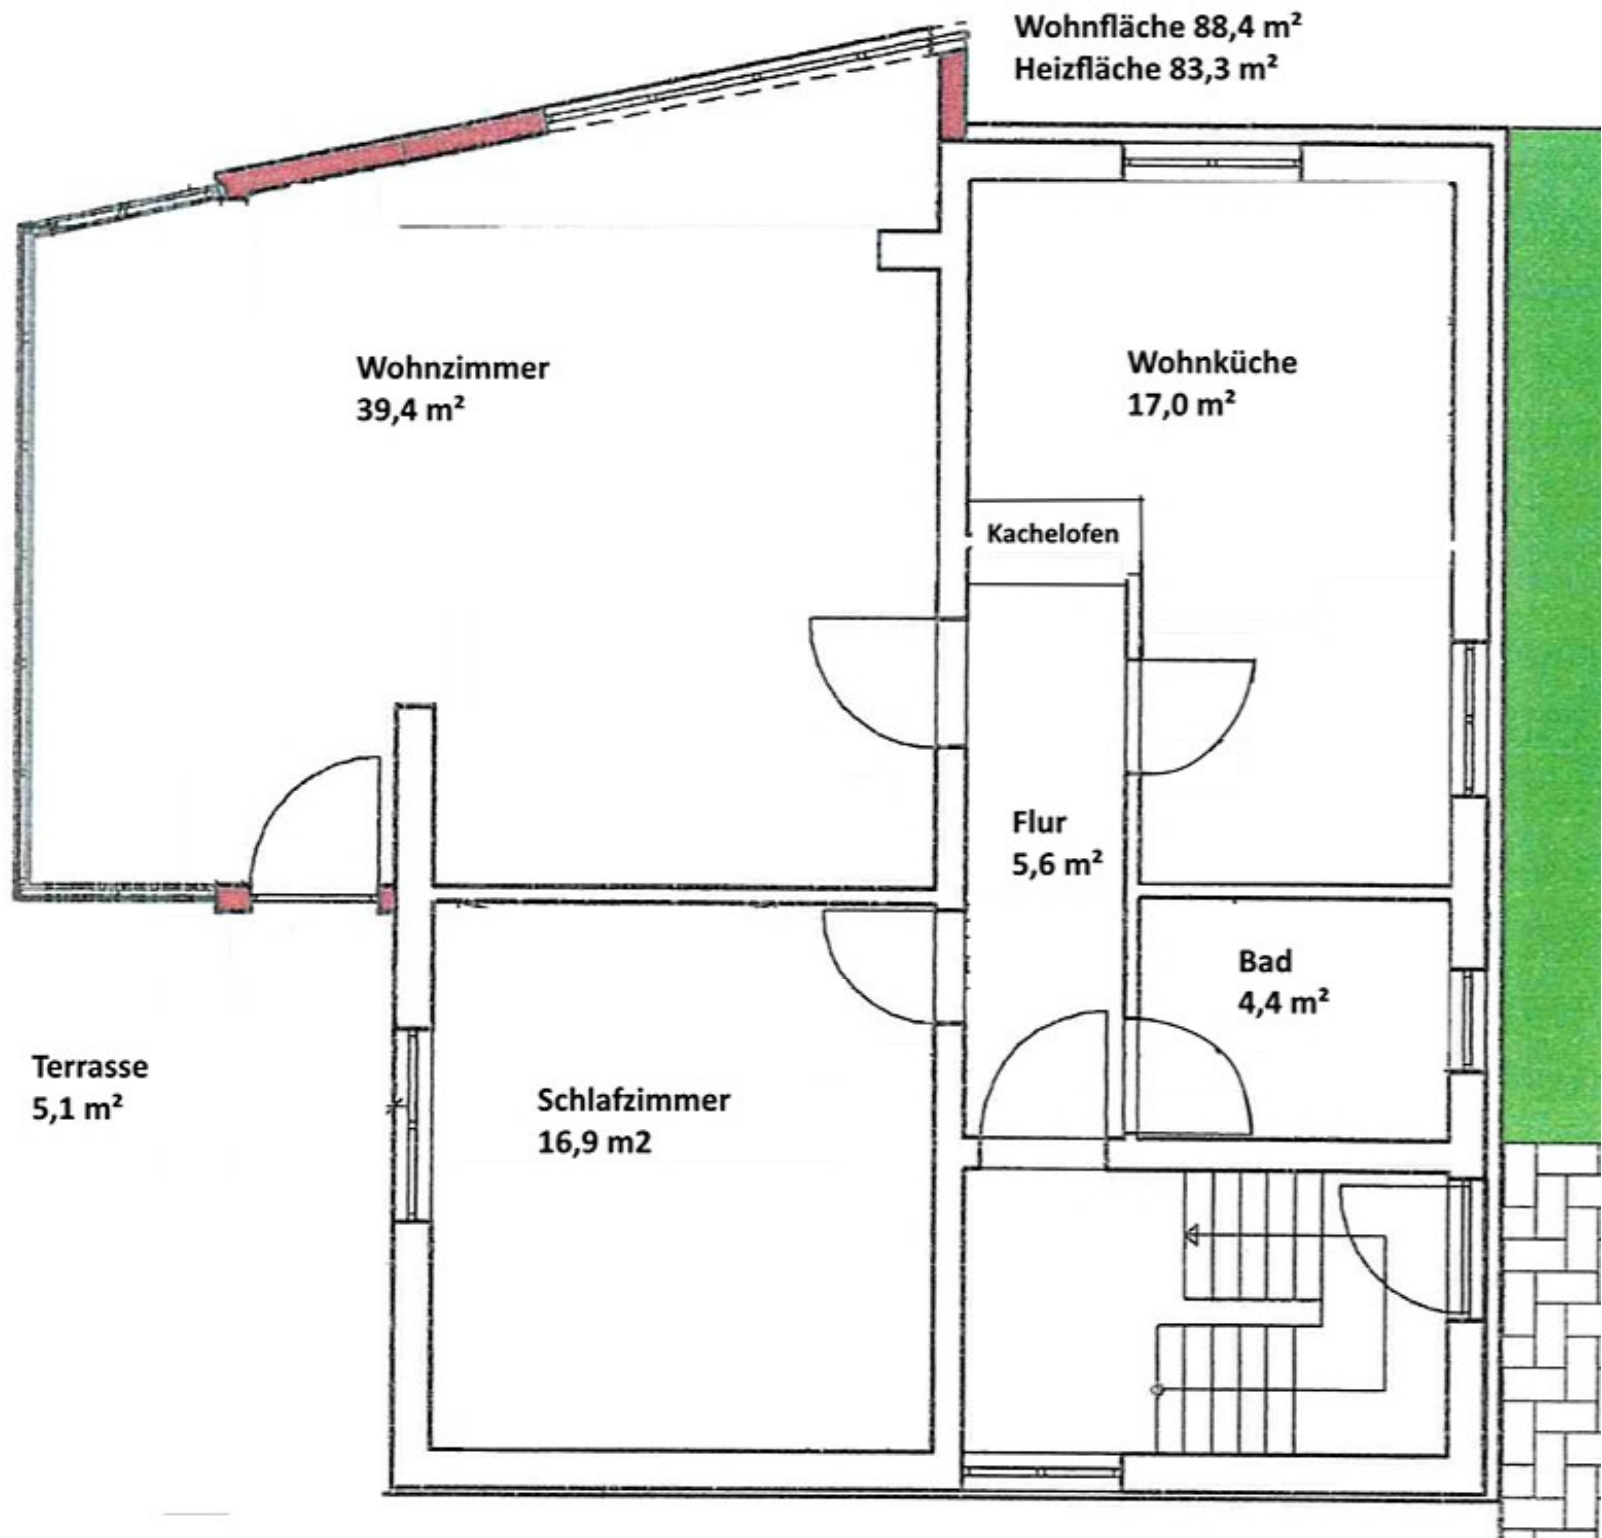 Wohnfläche 88,4 m²
Heizfläche 83,3 m²
Wohnzimmer
39,4 m²
Wohnküche
17,0 m²
Kachelofen
Flur
5,6 m²
Bad
4,4 m²
Terrasse
5,1 m²
Schlafzimmer
16,9 m2